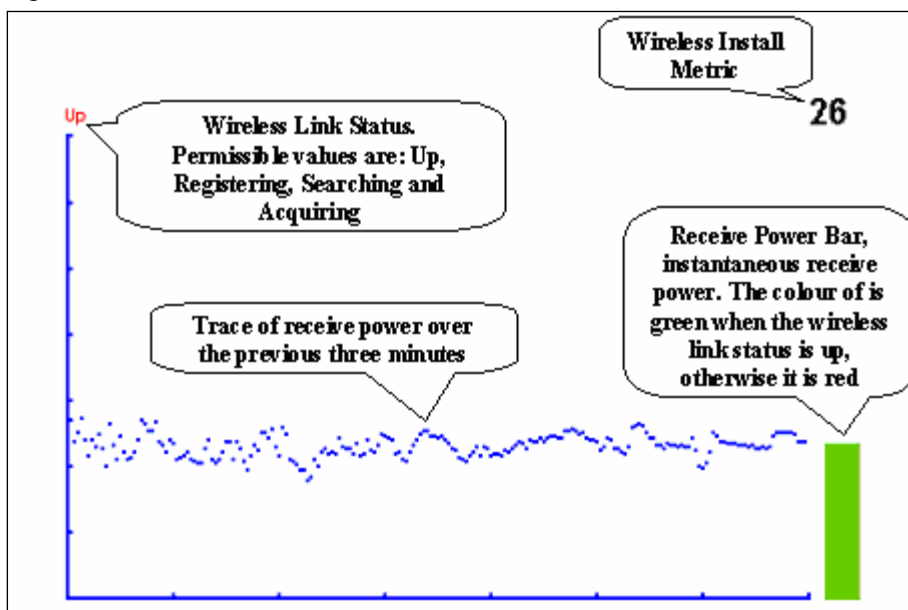 Wireless Install
Metric
26
Up
Wireless Link Status.
Permissible values are: Up,
Registering, Searching and
Acquiring
Receive Power Bar,
instantaneous receive
power. The colour of is
green when the wireless
link status is up,
otherwise it is red
Trace of receive power over
the previous three minutes